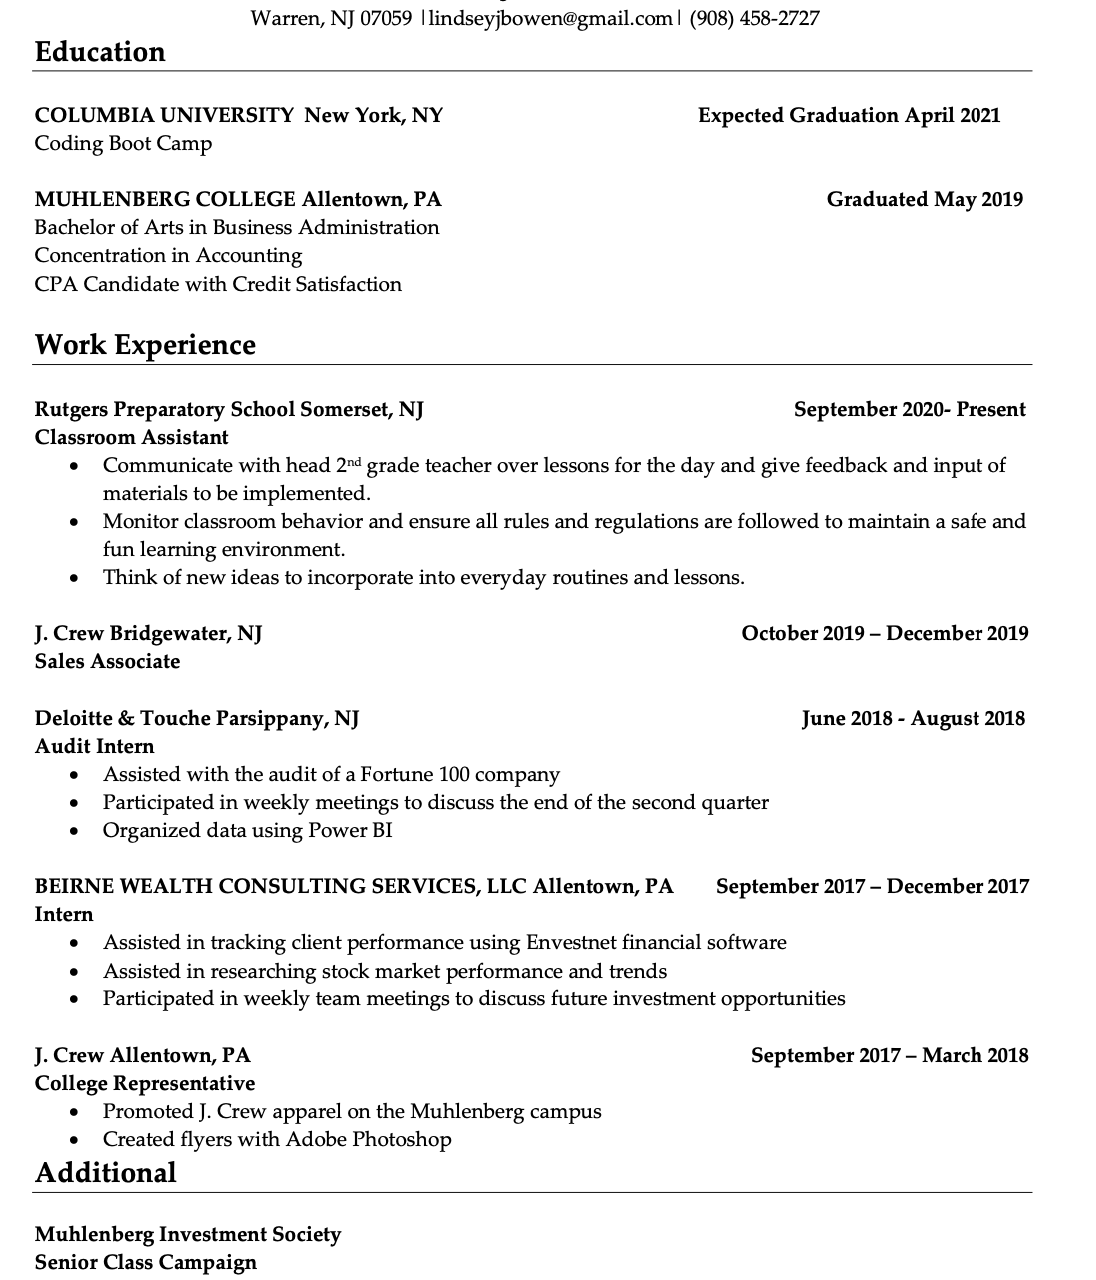 Warren, NJ 07059 |lindseyjbowen@gmail.com| (908) 458-2727
Education
COLUMBIA UNIVERSITY New York, NY Expected Graduation April 2021
Coding Boot Camp
MUHLENBERG COLLEGE Allentown, PA Graduated May 2019
Bachelor of Arts in Business Administration
Concentration in Accounting
CPA Candidate with Credit Satisfaction
Work Experience
Rutgers Preparatory School Somerset, NJ September 2020- Present
Classroom Assistant
• Communicate with head 2nd grade teacher over lessons for the day and give feedback and input of
materials to be implemented.
• Monitor classroom behavior and ensure all rules and regulations are followed to maintain a safe and
fun learning environment.
• Think of new ideas to incorporate into everyday routines and lessons.
J. Crew Bridgewater, NJ October 2019 – December 2019
Sales Associate
Deloitte & Touche Parsippany, NJ June 2018 - August 2018
Audit Intern
• Assisted with the audit of a Fortune 100 company
• Participated in weekly meetings to discuss the end of the second quarter
• Organized data using Power BI
BEIRNE WEALTH CONSULTING SERVICES, LLC Allentown, PA September 2017 – December 2017
Intern
• Assisted in tracking client performance using Envestnet financial software
• Assisted in researching stock market performance and trends
• Participated in weekly team meetings to discuss future investment opportunities
J. Crew Allentown, PA September 2017 – March 2018
College Representative
• Promoted J. Crew apparel on the Muhlenberg campus
• Created flyers with Adobe Photoshop
Additional
Muhlenberg Investment Society
Senior Class Campaign